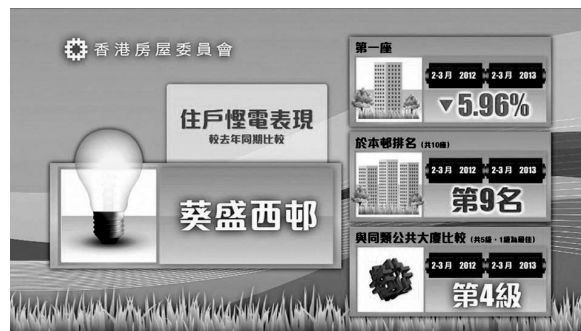 香港房屋委員會
住戶慳電表現
較去年同期比較
葵盛西邨
第一座
2-3月 2012 2-3月 2013
▼5.96%
於本邨排名 (共10座)
2-3月 2012 2-3月 2013
第9名
與同類公共大廈比較 (共5級，1級為最佳)
2-3月 2012 2-3月 2013
第4級